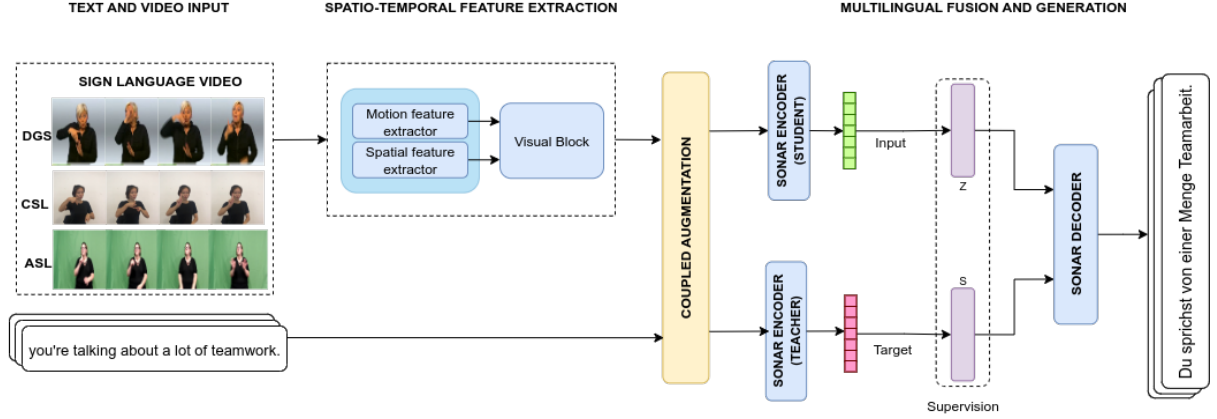 TEXT AND VIDEO INPUT
SPATIO-TEMPORAL FEATURE EXTRACTION
MULTILINGUAL FUSION AND GENERATION
SIGN LANGUAGE VIDEO
DGS
CSL
ASL
you're talking about a lot of teamwork.
Motion feature
extractor
Spatial feature
extractor
Visual Block
COUPLED AUGMENTATION
SONAR ENCODER
(STUDENT)
Input
Z
SONAR ENCODER
(TEACHER)
Target
S
Supervision
SONAR DECODER
Du sprichst von einer Menge Teamarbeit.